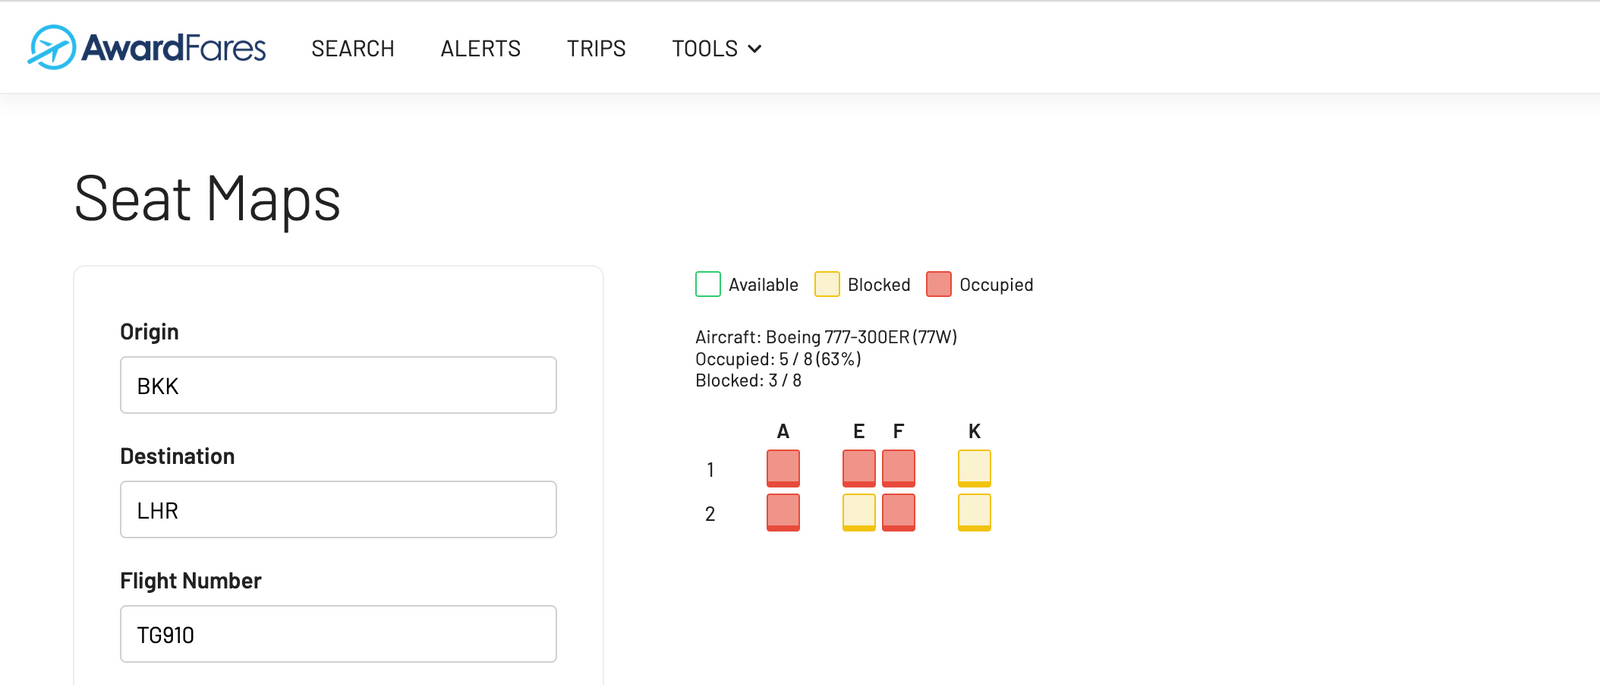 AwardFares SEARCH ALERTS TRIPS TOOLS
Seat Maps
Origin
BKK
Destination
LHR
Flight Number
TG910
Available Blocked Occupied
Aircraft: Boeing 777-300ER (77W)
Occupied: 5 / 8 (63%)
Blocked: 3 / 8
A E F K
1
2